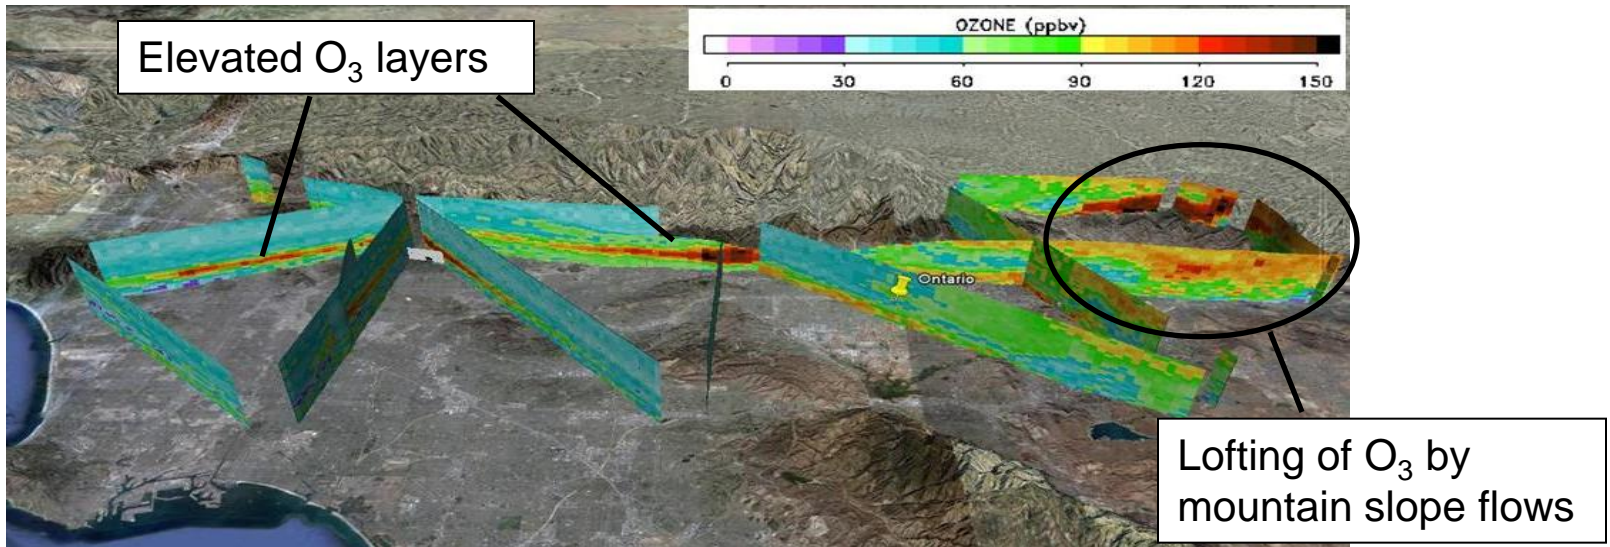 Elevated O₃ layers
OZONE (ppbv)
0 30 60 90 120 150
Ontario
Lofting of O₃ by
mountain slope flows